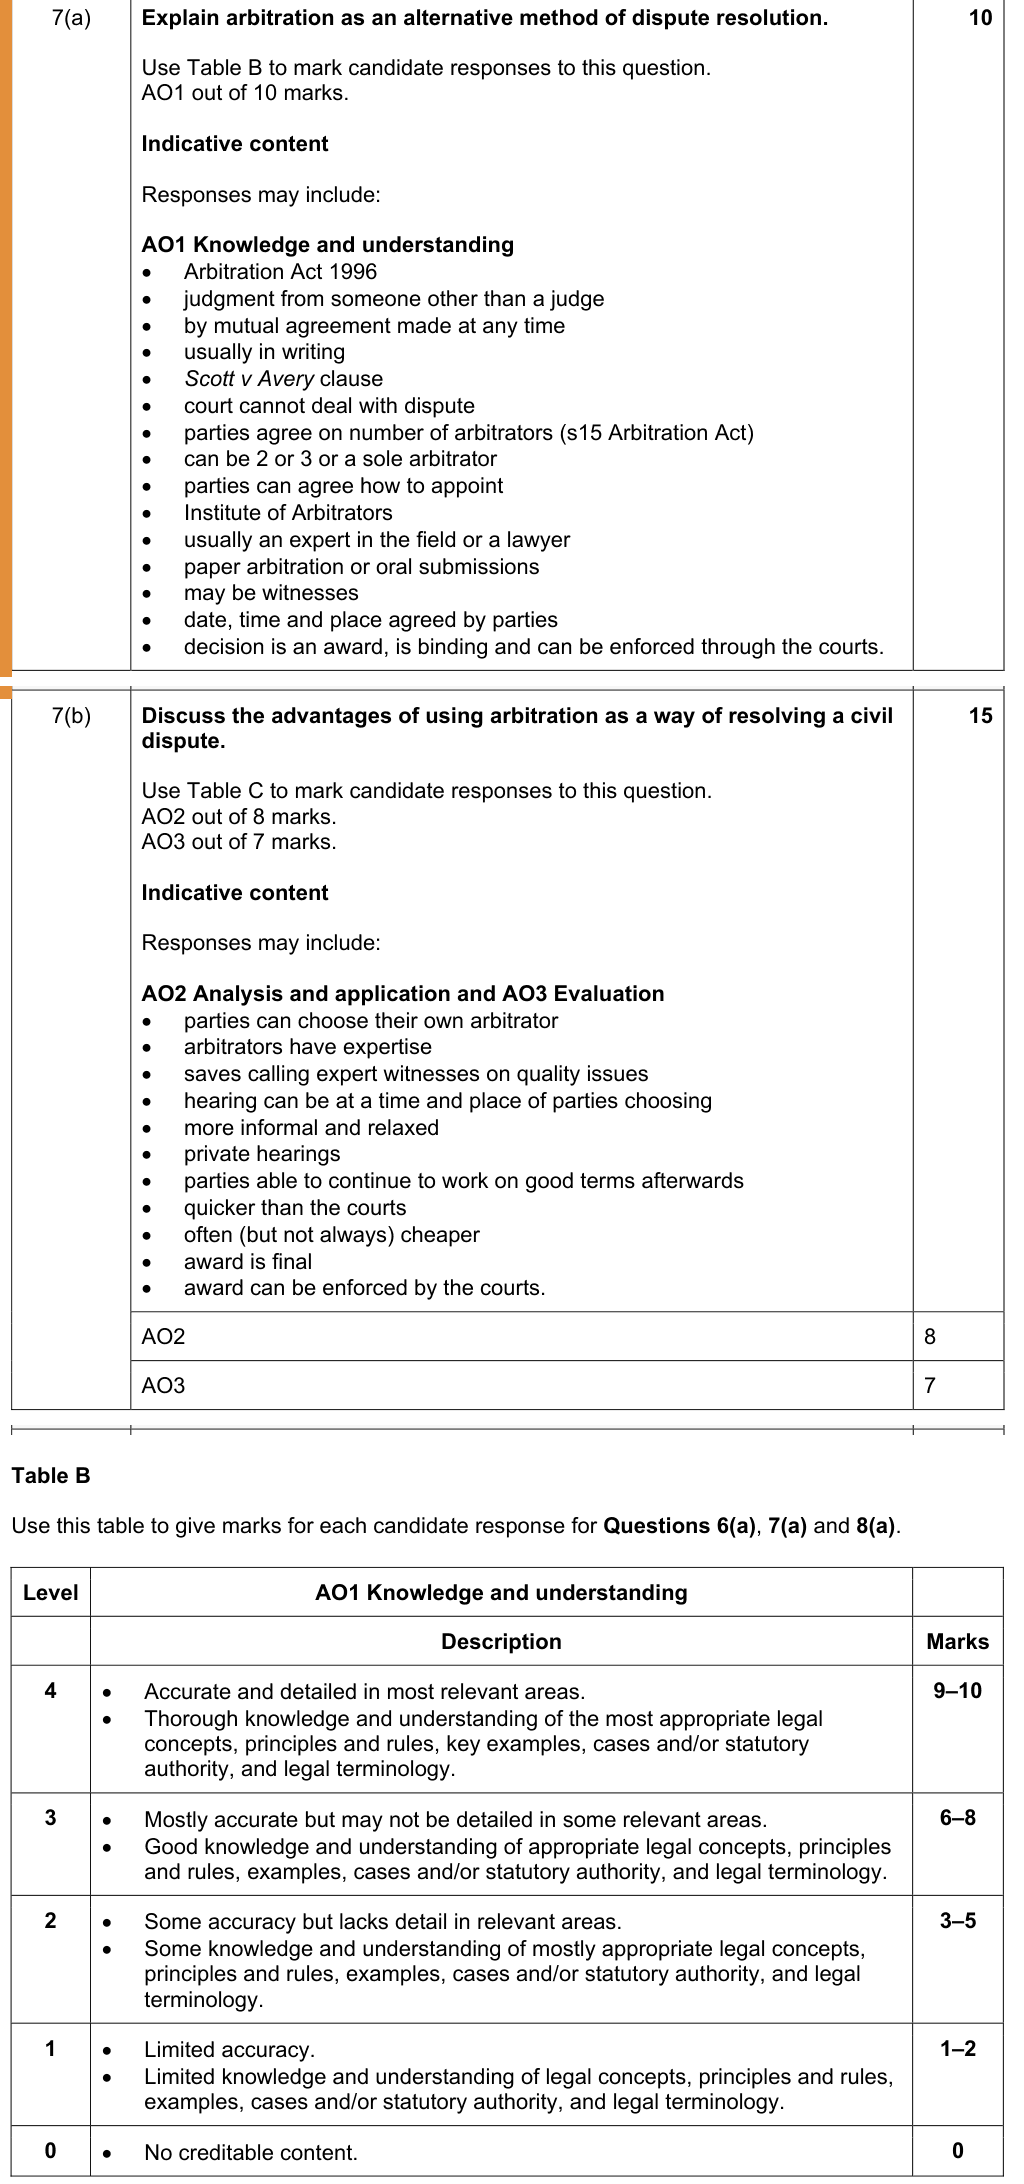 7(a) Explain arbitration as an alternative method of dispute resolution. 10
Use Table B to mark candidate responses to this question.
AO1 out of 10 marks.
Indicative content
Responses may include:
AO1 Knowledge and understanding
• Arbitration Act 1996
• judgment from someone other than a judge
• by mutual agreement made at any time
• usually in writing
• Scott v Avery clause
• court cannot deal with dispute
• parties agree on number of arbitrators (s15 Arbitration Act)
• can be 2 or 3 or a sole arbitrator
• parties can agree how to appoint
• Institute of Arbitrators
• usually an expert in the field or a lawyer
• paper arbitration or oral submissions
• may be witnesses
• date, time and place agreed by parties
• decision is an award, is binding and can be enforced through the courts.
7(b) Discuss the advantages of using arbitration as a way of resolving a civil 15
dispute.
Use Table C to mark candidate responses to this question.
AO2 out of 8 marks.
AO3 out of 7 marks.
Indicative content
Responses may include:
AO2 Analysis and application and AO3 Evaluation
• parties can choose their own arbitrator
• arbitrators have expertise
• saves calling expert witnesses on quality issues
• hearing can be at a time and place of parties choosing
• more informal and relaxed
• private hearings
• parties able to continue to work on good terms afterwards
• quicker than the courts
• often (but not always) cheaper
• award is final
• award can be enforced by the courts.
AO2 8
AO3 7
Table B
Use this table to give marks for each candidate response for Questions 6(a), 7(a) and 8(a).
Level AO1 Knowledge and understanding
Description Marks
4 • Accurate and detailed in most relevant areas. 9–10
• Thorough knowledge and understanding of the most appropriate legal
concepts, principles and rules, key examples, cases and/or statutory
authority, and legal terminology.
3 • Mostly accurate but may not be detailed in some relevant areas. 6–8
• Good knowledge and understanding of appropriate legal concepts, principles
and rules, examples, cases and/or statutory authority, and legal terminology.
2 • Some accuracy but lacks detail in relevant areas. 3–5
• Some knowledge and understanding of mostly appropriate legal concepts,
principles and rules, examples, cases and/or statutory authority, and legal
terminology.
1 • Limited accuracy. 1–2
• Limited knowledge and understanding of legal concepts, principles and rules,
examples, cases and/or statutory authority, and legal terminology.
0 • No creditable content. 0